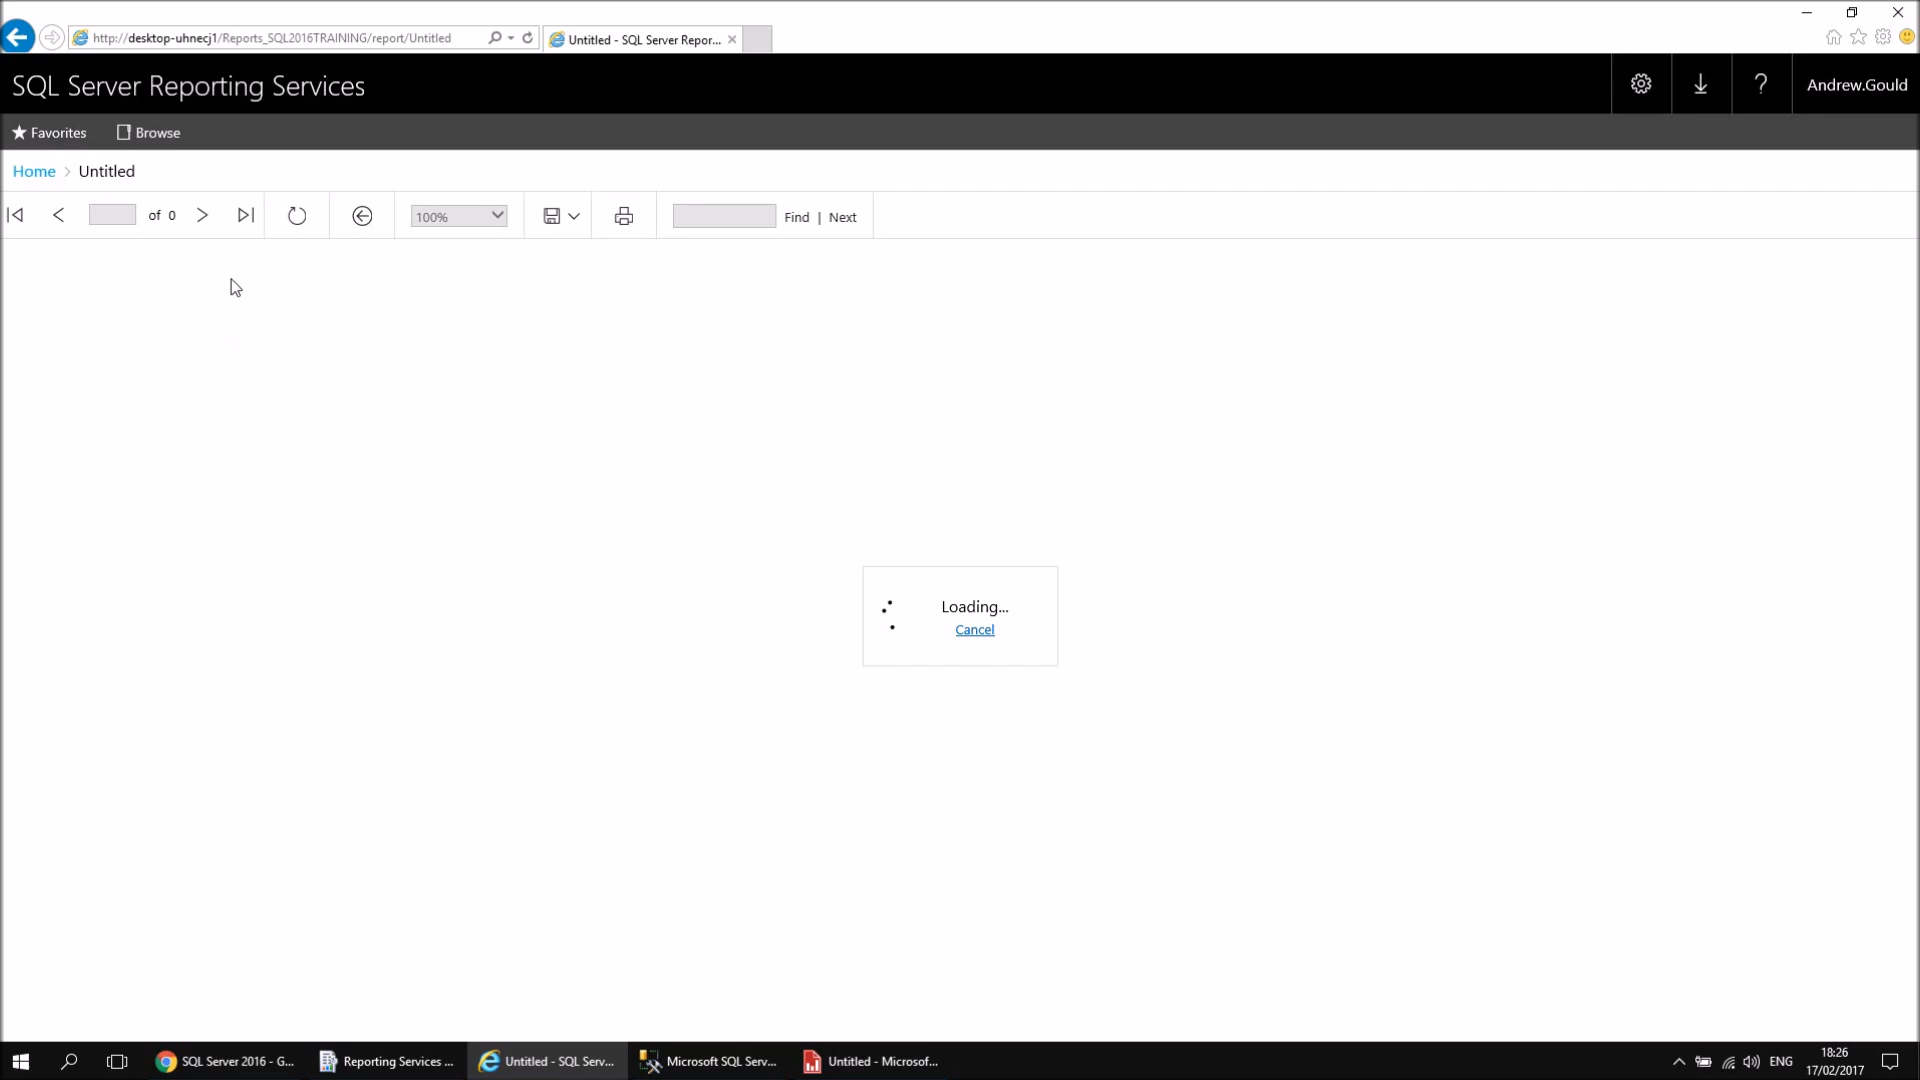 http://desktop-uhnecj1/Reports_SQL2016TRAINING/report/Untitled
Untitled - SQL Server Repor...
SQL Server Reporting Services
?
Andrew.Gould
Favorites
Browse
Home > Untitled
of 0
100%
Find | Next
Loading...
Cancel
SQL Server 2016 - G...
Reporting Services ...
Untitled - SQL Serv...
Microsoft SQL Serv...
Untitled - Microsof...
ENG
18:26
17/02/2017